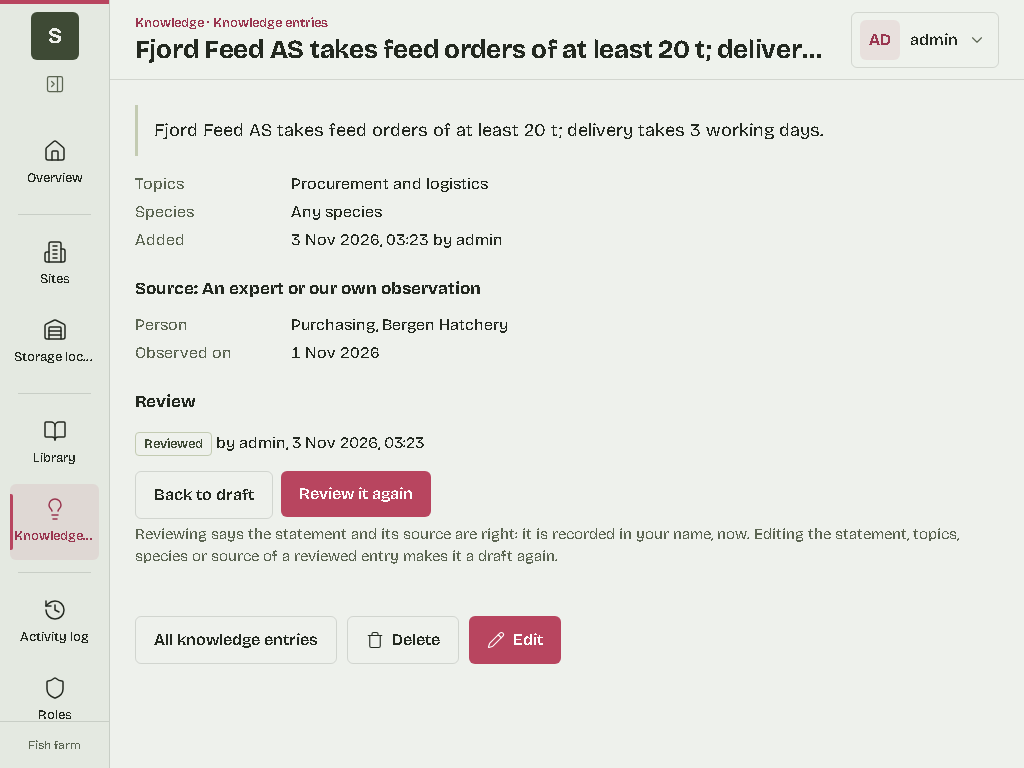 S
Overview
Sites
Storage loc...
Library
Knowledge...
Activity log
Roles
Fish farm
Knowledge · Knowledge entries
Fjord Feed AS takes feed orders of at least 20 t; deliver...
AD admin
Fjord Feed AS takes feed orders of at least 20 t; delivery takes 3 working days.
Topics Procurement and logistics
Species Any species
Added 3 Nov 2026, 03:23 by admin
Source: An expert or our own observation
Person Purchasing, Bergen Hatchery
Observed on 1 Nov 2026
Review
Reviewed by admin, 3 Nov 2026, 03:23
Back to draft Review it again
Reviewing says the statement and its source are right: it is recorded in your name, now. Editing the statement, topics,
species or source of a reviewed entry makes it a draft again.
All knowledge entries Delete Edit